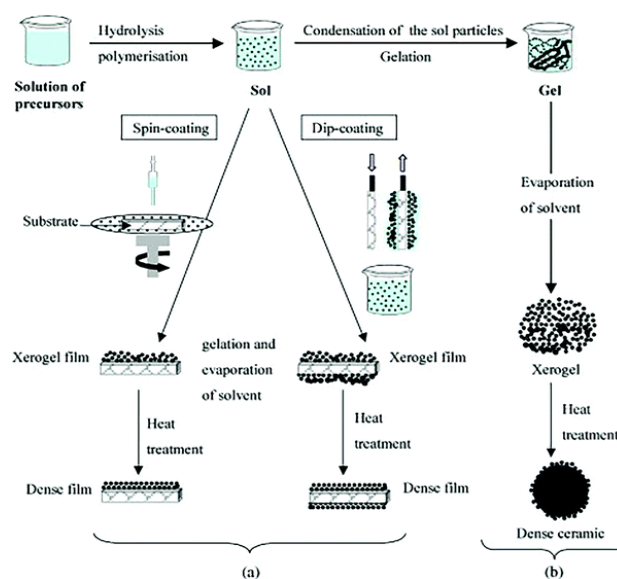 Hydrolysis
polymerisation
Condensation of the sol particles
Gelation
Solution of
precursors
Sol
Gel
Spin-coating
Dip-coating
Substrate
Evaporation
of solvent
Xerogel film
gelation and
evaporation
of solvent
Xerogel film
Xerogel
Heat
treatment
Heat
treatment
Heat
treatment
Dense film
Dense film
Dense ceramic
(a)
(b)